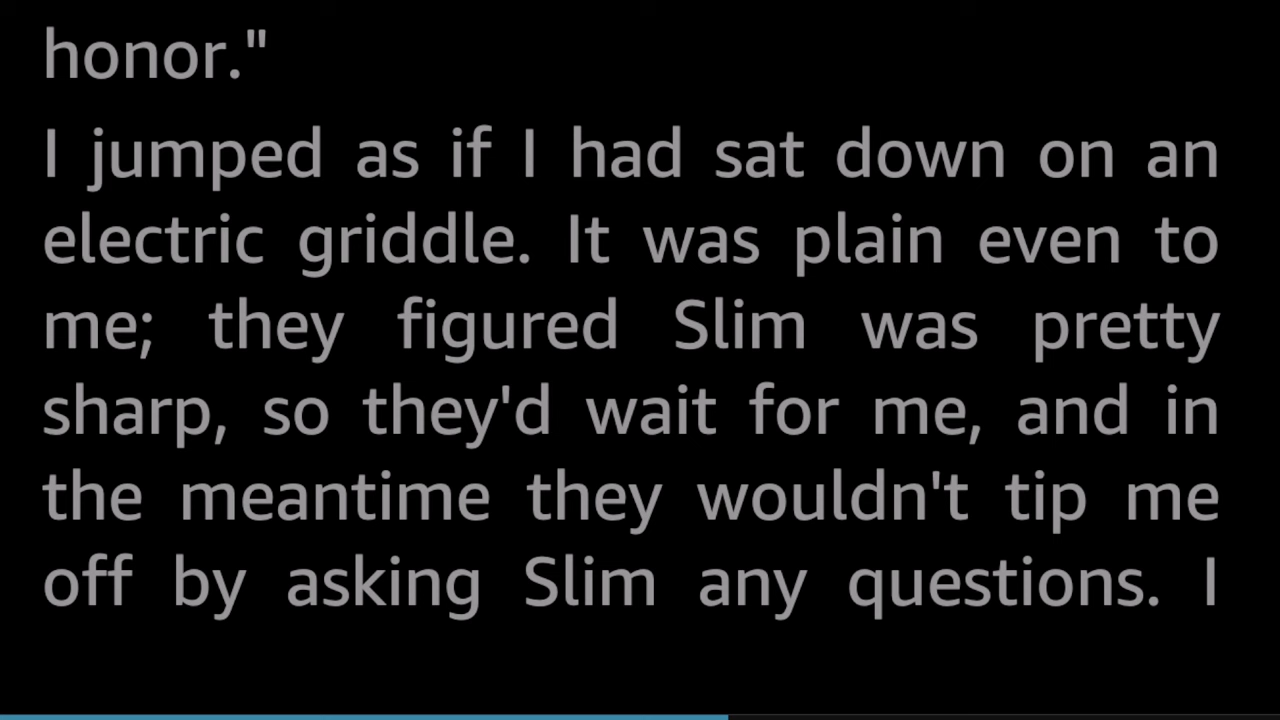 honor."
I jumped as if I had sat down on an
electric griddle. It was plain even to
me; they figured Slim was pretty
sharp, so they'd wait for me, and in
the meantime they wouldn't tip me
off by asking Slim any questions. I